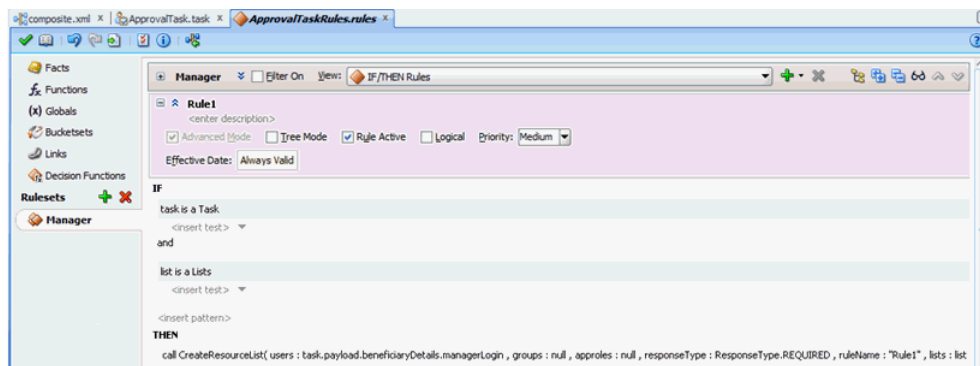 composite.xml x ApprovalTask.task x ApprovalTaskRules.rules x
Facts
Functions
(x) Globals
Bucketsets
Links
Decision Functions
Rulesets
Manager
Manager Filter On View: IF/THEN Rules
Rule1
<enter description>
Advanced Mode Tree Mode Rule Active Logical Priority: Medium
Effective Date: Always Valid
IF
task is a Task
<insert test>
and
list is a Lists
<insert test>
<insert pattern>
THEN
call CreateResourceList( users : task.payload.beneficiaryDetails.managerLogin , groups : null , approles : null , responseType : ResponseType.REQUIRED , ruleName : "Rule1" , lists : list